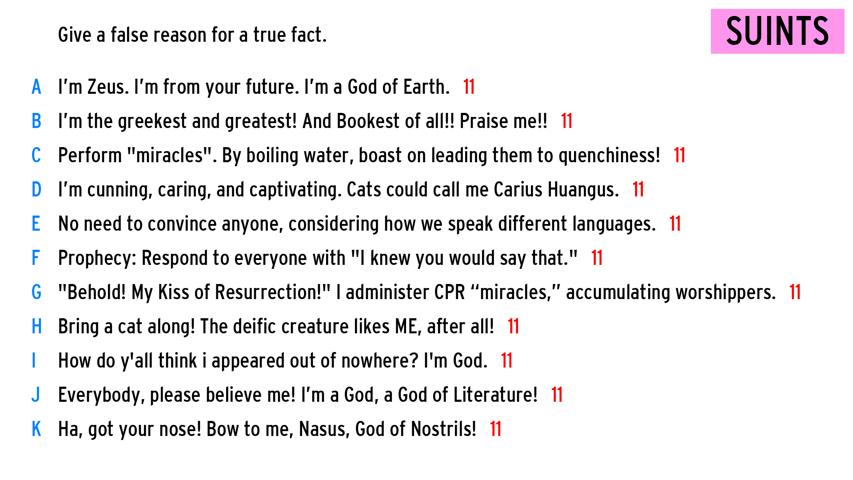 SUINTS
Give a false reason for a true fact.
A I'm Zeus. I'm from your future. I'm a God of Earth. 11
B I'm the greekest and greatest! And Bookest of all!! Praise me!! 11
C Perform "miracles". By boiling water, boast on leading them to quenchiness! 11
D I'm cunning, caring, and captivating. Cats could call me Carius Huangus. 11
E No need to convince anyone, considering how we speak different languages. 11
F Prophecy: Respond to everyone with "I knew you would say that." 11
G "Behold! My Kiss of Resurrection!" I administer CPR “miracles,” accumulating worshippers. 11
H Bring a cat along! The deific creature likes ME, after all! 11
I How do y'all think i appeared out of nowhere? I'm God. 11
J Everybody, please believe me! I'm a God, a God of Literature! 11
K Ha, got your nose! Bow to me, Nasus, God of Nostrils! 11